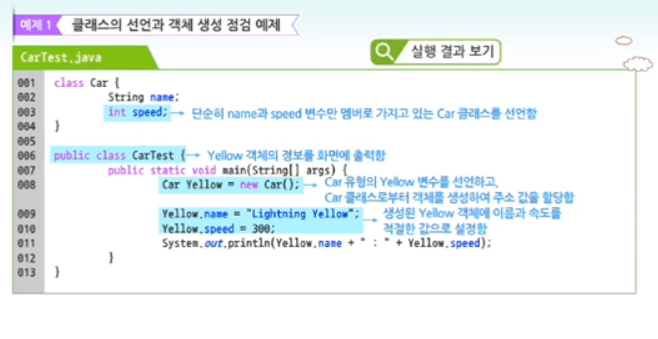 예제 1 클래스의 선언과 객체 생성 점검 예제
실행 결과 보기
CarTest.java
001 class Car {
002 String name;
003 int speed; → 단순히 name과 speed 변수만 멤버로 가지고 있는 Car 클래스를 선언함
004 }
005
006 public class CarTest { → Yellow 객체의 정보를 화면에 출력함
007 public static void main(String[] args) {
008 Car Yellow = new Car(); → Car 유형의 Yellow 변수를 선언하고,
Car 클래스로부터 객체를 생성하여 주소 값을 할당함
009 Yellow.name = "Lightning Yellow"; → 생성된 Yellow 객체에 이름과 속도를
010 Yellow.speed = 300; 적절한 값으로 설정함
011 System.out.println(Yellow.name + " : " + Yellow.speed);
012 }
013 }